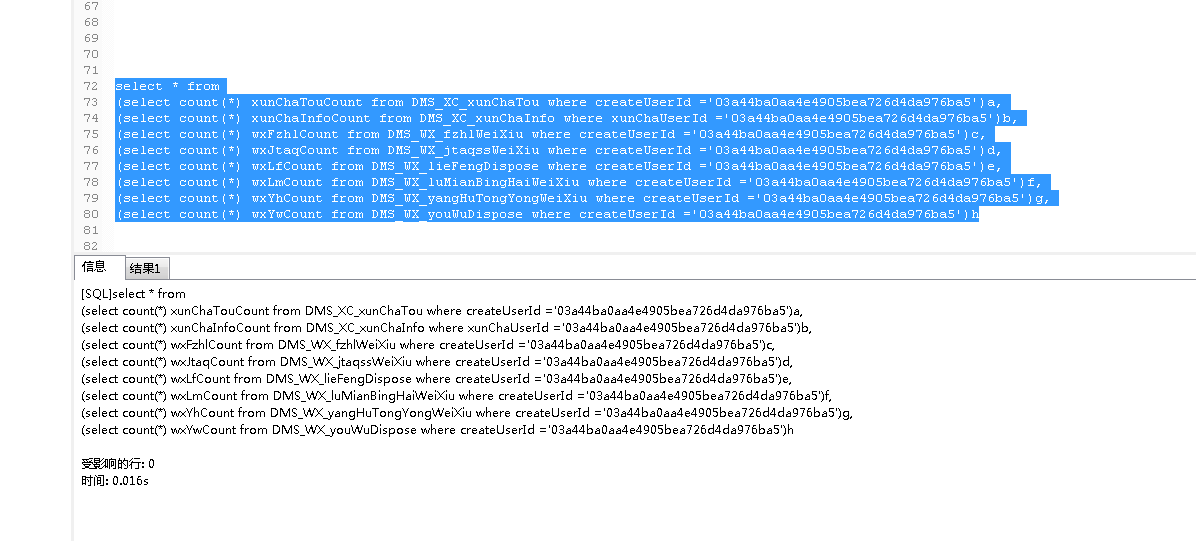 67
68
69
70
71
72 select * from
73 (select count(*) xunChaTouCount from DMS_XC_xunChaTou where createUserId ='03a44ba0aa4e4905bea726d4da976ba5')a,
74 (select count(*) xunChaInfoCount from DMS_XC_xunChaInfo where xunChaUserId ='03a44ba0aa4e4905bea726d4da976ba5')b,
75 (select count(*) wxFzhlCount from DMS_WX_fzhlWeiXiu where createUserId ='03a44ba0aa4e4905bea726d4da976ba5')c,
76 (select count(*) wxJtaqCount from DMS_WX_jtaqssWeiXiu where createUserId ='03a44ba0aa4e4905bea726d4da976ba5')d,
77 (select count(*) wxLfCount from DMS_WX_lieFengDispose where createUserId ='03a44ba0aa4e4905bea726d4da976ba5')e,
78 (select count(*) wxLmCount from DMS_WX_luMianBingHaiWeiXiu where createUserId ='03a44ba0aa4e4905bea726d4da976ba5')f,
79 (select count(*) wxYhCount from DMS_WX_yangHuTongYongWeiXiu where createUserId ='03a44ba0aa4e4905bea726d4da976ba5')g,
80 (select count(*) wxYwCount from DMS_WX_youWuDispose where createUserId ='03a44ba0aa4e4905bea726d4da976ba5')h
81
82
信息 结果1
[SQL]select * from
(select count(*) xunChaTouCount from DMS_XC_xunChaTou where createUserId ='03a44ba0aa4e4905bea726d4da976ba5')a,
(select count(*) xunChaInfoCount from DMS_XC_xunChaInfo where xunChaUserId ='03a44ba0aa4e4905bea726d4da976ba5')b,
(select count(*) wxFzhlCount from DMS_WX_fzhlWeiXiu where createUserId ='03a44ba0aa4e4905bea726d4da976ba5')c,
(select count(*) wxJtaqCount from DMS_WX_jtaqssWeiXiu where createUserId ='03a44ba0aa4e4905bea726d4da976ba5')d,
(select count(*) wxLfCount from DMS_WX_lieFengDispose where createUserId ='03a44ba0aa4e4905bea726d4da976ba5')e,
(select count(*) wxLmCount from DMS_WX_luMianBingHaiWeiXiu where createUserId ='03a44ba0aa4e4905bea726d4da976ba5')f,
(select count(*) wxYhCount from DMS_WX_yangHuTongYongWeiXiu where createUserId ='03a44ba0aa4e4905bea726d4da976ba5')g,
(select count(*) wxYwCount from DMS_WX_youWuDispose where createUserId ='03a44ba0aa4e4905bea726d4da976ba5')h
受影响的行: 0
时间: 0.016s